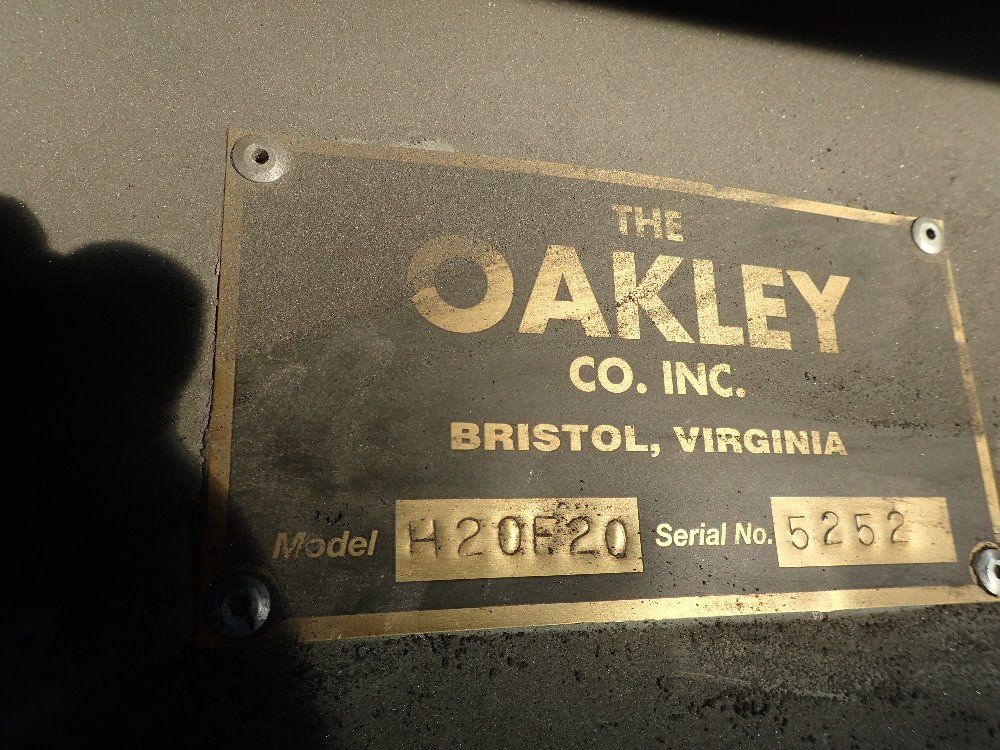 THE
OAKLEY
CO. INC.
BRISTOL, VIRGINIA
Model H20F20 Serial No. 5252